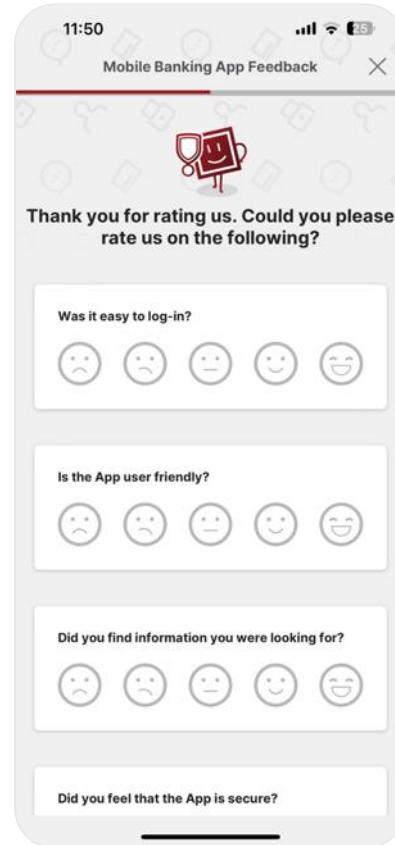 11:50
25
Mobile Banking App Feedback
Thank you for rating us. Could you please
rate us on the following?
Was it easy to log-in?
Is the App user friendly?
Did you find information you were looking for?
Did you feel that the App is secure?